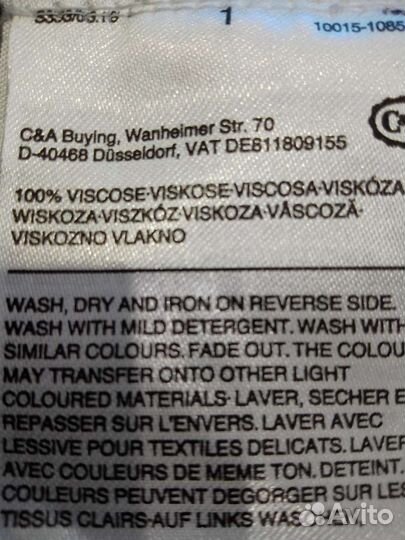 1
10015-1085
C&A Buying, Wanheimer Str. 70
D-40468 Düsseldorf, VAT DE811809155
100% VISCOSE·VISKOSE·VISCOSA·VISKÓZA
WISKOZA·VISZKÓZ·VISKOZA·VÂSCOZĂ·
VISKOZNO VLAKNO
WASH, DRY AND IRON ON REVERSE SIDE.
WASH WITH MILD DETERGENT. WASH WITH
SIMILAR COLOURS. FADE OUT. THE COLOU
MAY TRANSFER ONTO OTHER LIGHT
COLOURED MATERIALS·LAVER, SECHER E
REPASSER SUR L'ENVERS. LAVER AVEC
LESSIVE POUR TEXTILES DELICATS. LAVER
AVEC COULEURS DE MEME TON. DETEINT.
COULEURS PEUVENT DEGORGER SUR LES
TISSUS CLAIRS·AUF LINKS WASCHE
Avito